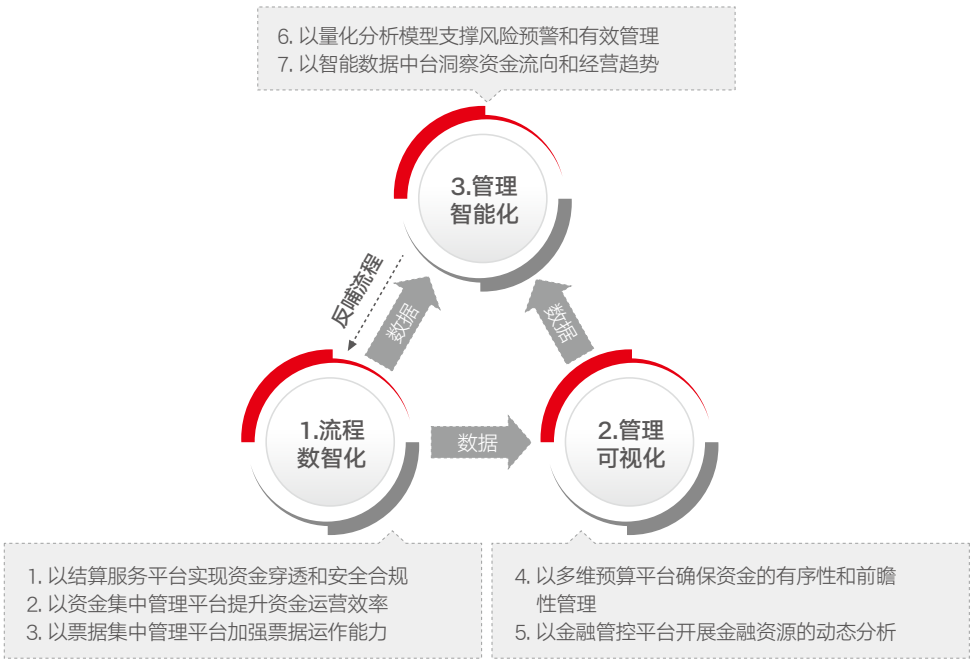 6. 以量化分析模型支撑风险预警和有效管理
7. 以智能数据中台洞察资金流向和经营趋势
3.管理
智能化
反哺流程
数据
数据
1.流程
数智化
数据
2.管理
可视化
1. 以结算服务平台实现资金穿透和安全合规
2. 以资金集中管理平台提升资金运营效率
3. 以票据集中管理平台加强票据运作能力
4. 以多维预算平台确保资金的有序性和前瞻
性管理
5. 以金融管控平台开展金融资源的动态分析